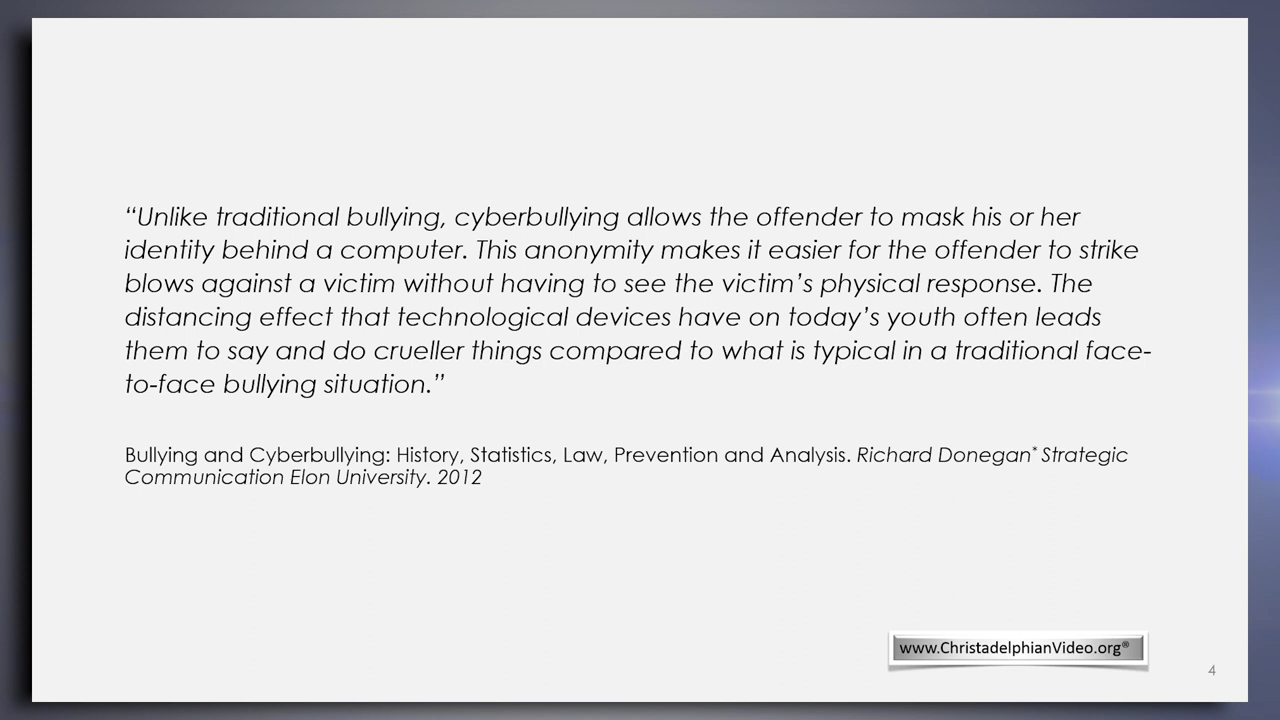 “Unlike traditional bullying, cyberbullying allows the offender to mask his or her
identity behind a computer. This anonymity makes it easier for the offender to strike
blows against a victim without having to see the victim’s physical response. The
distancing effect that technological devices have on today’s youth often leads
them to say and do crueller things compared to what is typical in a traditional face-
to-face bullying situation.”
Bullying and Cyberbullying: History, Statistics, Law, Prevention and Analysis. Richard Donegan* Strategic
Communication Elon University. 2012
www.ChristadelphianVideo.org®
4